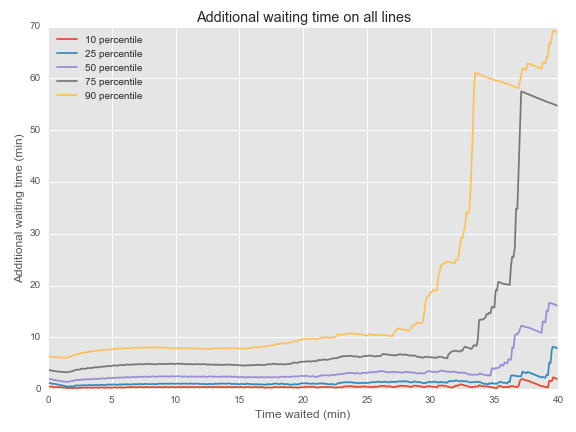 Additional waiting time on all lines
10 percentile
25 percentile
50 percentile
75 percentile
90 percentile
Additional waiting time (min)
70
60
50
40
30
20
10
0
0 5 10 15 20 25 30 35 40
Time waited (min)